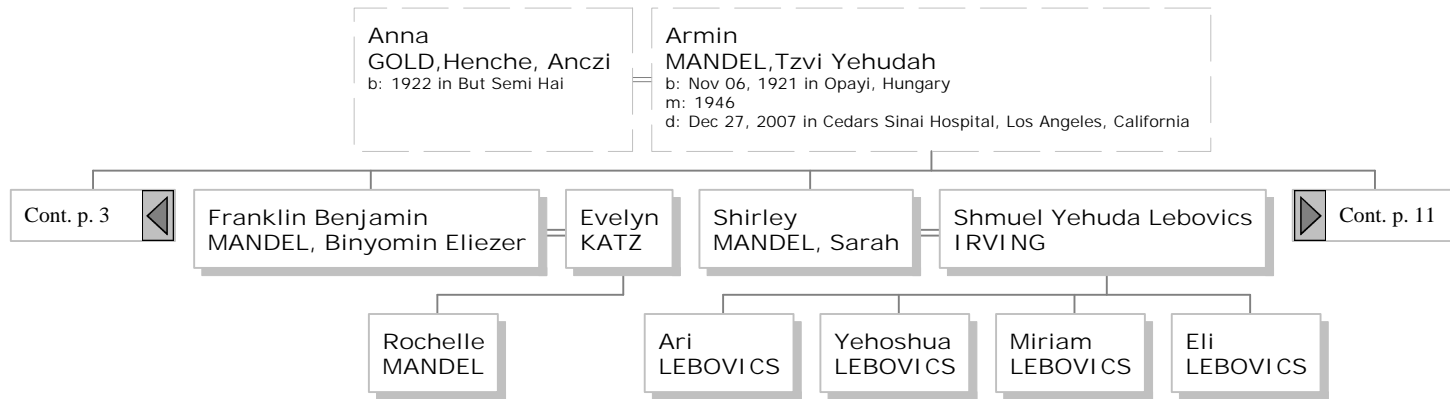 Anna
GOLD,Henche, Anczi
b: 1922 in But Semi Hai
Armin
MANDEL,Tzvi Yehudah
b: Nov 06, 1921 in Opayi, Hungary
m: 1946
d: Dec 27, 2007 in Cedars Sinai Hospital, Los Angeles, California
Cont. p. 3
Franklin Benjamin
MANDEL, Binyomin Eliezer
Evelyn
KATZ
Shirley
MANDEL, Sarah
Shmuel Yehuda Lebovics
IRVING
Cont. p. 11
Rochelle
MANDEL
Ari
LEBOVICS
Yehoshua
LEBOVICS
Miriam
LEBOVICS
Eli
LEBOVICS